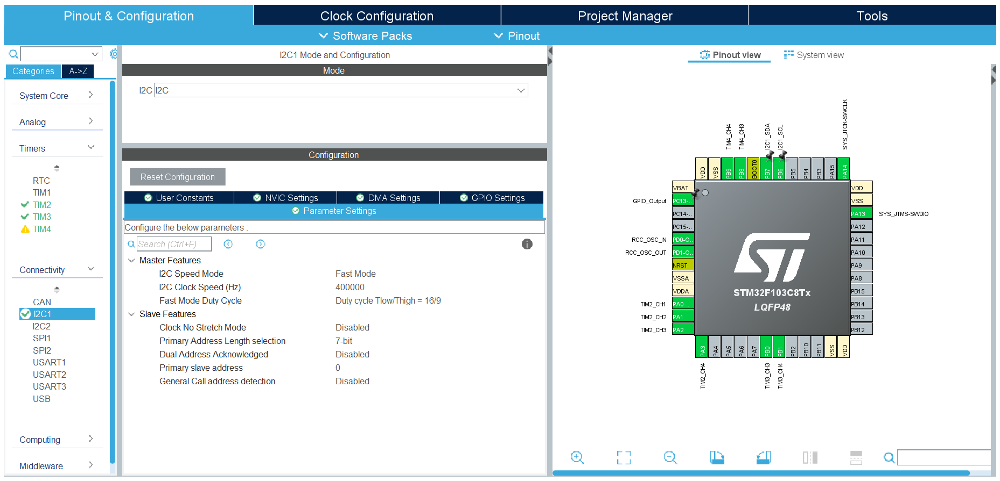 Pinout & Configuration
Clock Configuration
Project Manager
Tools
Software Packs
Pinout
Categories
A->Z
System Core
Analog
Timers
RTC
TIM1
TIM2
TIM3
TIM4
Connectivity
CAN
I2C1
I2C2
SPI1
SPI2
USART1
USART2
USART3
USB
Computing
Middleware
I2C1 Mode and Configuration
Mode
I2C I2C
Configuration
Reset Configuration
User Constants
NVIC Settings
DMA Settings
GPIO Settings
Parameter Settings
Configure the below parameters :
Search (Ctrl+F)
Master Features
I2C Speed Mode Fast Mode
I2C Clock Speed (Hz) 400000
Fast Mode Duty Cycle Duty cycle Tlow/Thigh = 16/9
Slave Features
Clock No Stretch Mode Disabled
Primary Address Length selection 7-bit
Dual Address Acknowledged Disabled
Primary slave address 0
General Call address detection Disabled
Pinout view
System view
TIM4_CH4
TIM4_CH3
I2C1_SDA
I2C1_SCL
SYS_JTCK-SWCLK
VDD
VSS
PB9
PB8
BOOT0
PB7
PB6
PB5
PB4
PB3
PA15
PA14
VBAT
GPIO_Output PC13-..
PC14-..
PC15-..
RCC_OSC_IN PD0-O..
RCC_OSC_OUT PD1-O..
NRST
VSSA
VDDA
TIM2_CH1 PA0-..
TIM2_CH2 PA1
TIM2_CH3 PA2
ST
STM32F103C8Tx
LQFP48
VDD
VSS
PA13 SYS_JTMS-SWDIO
PA12
PA11
PA10
PA9
PA8
PB15
PB14
PB13
PB12
PA3
PA4
PA5
PA6
PA7
PB0
PB1
PB2
PB10
PB11
VSS
VDD
TIM2_CH4
TIM3_CH3
TIM3_CH4